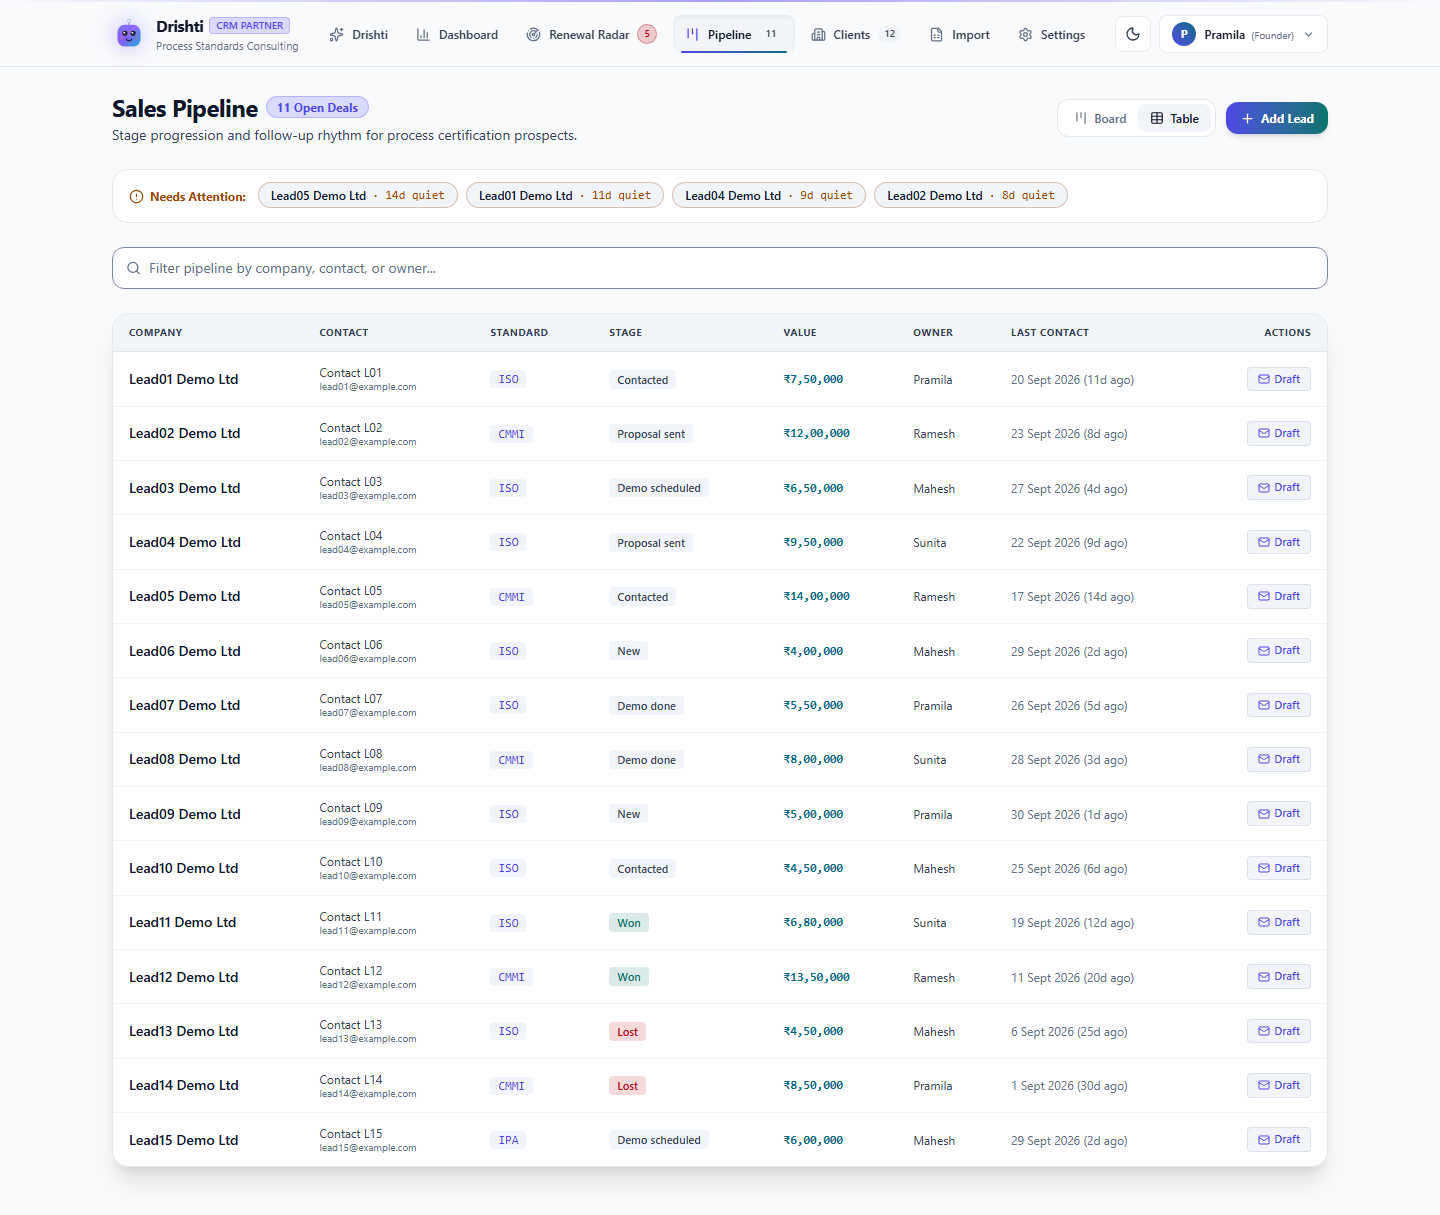 Drishti CRM PARTNER
Process Standards Consulting
Drishti
Dashboard
Renewal Radar 5
Pipeline 11
Clients 12
Import
Settings
P Pramila (Founder)
Sales Pipeline 11 Open Deals
Stage progression and follow-up rhythm for process certification prospects.
Board Table
+ Add Lead
Needs Attention: Lead05 Demo Ltd · 14d quiet Lead01 Demo Ltd · 11d quiet Lead04 Demo Ltd · 9d quiet Lead02 Demo Ltd · 8d quiet
Filter pipeline by company, contact, or owner...
COMPANY CONTACT STANDARD STAGE VALUE OWNER LAST CONTACT ACTIONS
Lead01 Demo Ltd Contact L01 ISO Contacted ₹7,50,000 Pramila 20 Sept 2026 (11d ago) Draft
lead01@example.com
Lead02 Demo Ltd Contact L02 CMMI Proposal sent ₹12,00,000 Ramesh 23 Sept 2026 (8d ago) Draft
lead02@example.com
Lead03 Demo Ltd Contact L03 ISO Demo scheduled ₹6,50,000 Mahesh 27 Sept 2026 (4d ago) Draft
lead03@example.com
Lead04 Demo Ltd Contact L04 ISO Proposal sent ₹9,50,000 Sunita 22 Sept 2026 (9d ago) Draft
lead04@example.com
Lead05 Demo Ltd Contact L05 CMMI Contacted ₹14,00,000 Ramesh 17 Sept 2026 (14d ago) Draft
lead05@example.com
Lead06 Demo Ltd Contact L06 ISO New ₹4,00,000 Mahesh 29 Sept 2026 (2d ago) Draft
lead06@example.com
Lead07 Demo Ltd Contact L07 ISO Demo done ₹5,50,000 Pramila 26 Sept 2026 (5d ago) Draft
lead07@example.com
Lead08 Demo Ltd Contact L08 CMMI Demo done ₹8,00,000 Sunita 28 Sept 2026 (3d ago) Draft
lead08@example.com
Lead09 Demo Ltd Contact L09 ISO New ₹5,00,000 Pramila 30 Sept 2026 (1d ago) Draft
lead09@example.com
Lead10 Demo Ltd Contact L10 ISO Contacted ₹4,50,000 Mahesh 25 Sept 2026 (6d ago) Draft
lead10@example.com
Lead11 Demo Ltd Contact L11 ISO Won ₹6,80,000 Sunita 19 Sept 2026 (12d ago) Draft
lead11@example.com
Lead12 Demo Ltd Contact L12 CMMI Won ₹13,50,000 Ramesh 11 Sept 2026 (20d ago) Draft
lead12@example.com
Lead13 Demo Ltd Contact L13 ISO Lost ₹4,50,000 Mahesh 6 Sept 2026 (25d ago) Draft
lead13@example.com
Lead14 Demo Ltd Contact L14 CMMI Lost ₹8,50,000 Pramila 1 Sept 2026 (30d ago) Draft
lead14@example.com
Lead15 Demo Ltd Contact L15 IPA Demo scheduled ₹6,00,000 Mahesh 29 Sept 2026 (2d ago) Draft
lead15@example.com